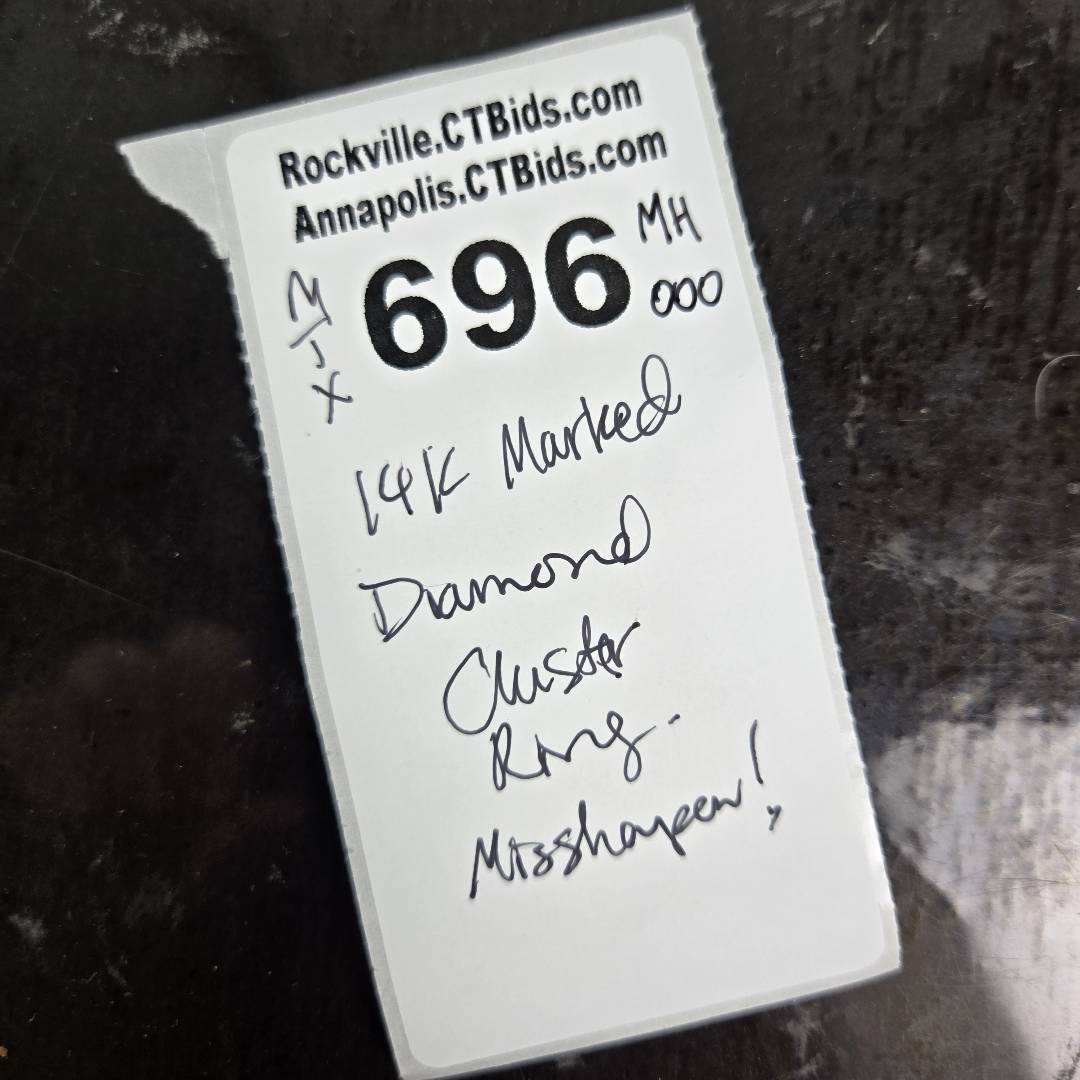 Rockville.CTBids.com
Annapolis.CTBids.com
696
MH
000
14K Marked
Diamond
Cluster
Ring.
Misshapen!